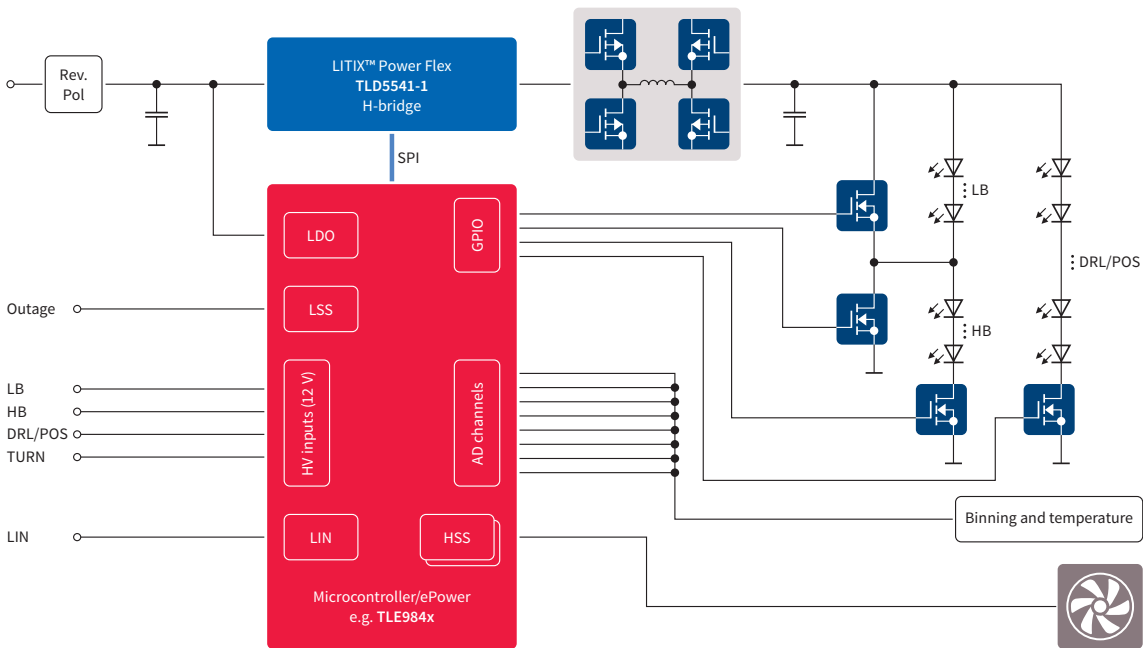 Rev.
Pol
LITIX™ Power Flex
TLD5541-1
H-bridge
SPI
LDO
GPIO
LSS
HV inputs (12 V)
AD channels
LIN
HSS
Microcontroller/ePower
e.g. TLE984x
Outage
LB
HB
DRL/POS
TURN
LIN
LB
DRL/POS
HB
Binning and temperature